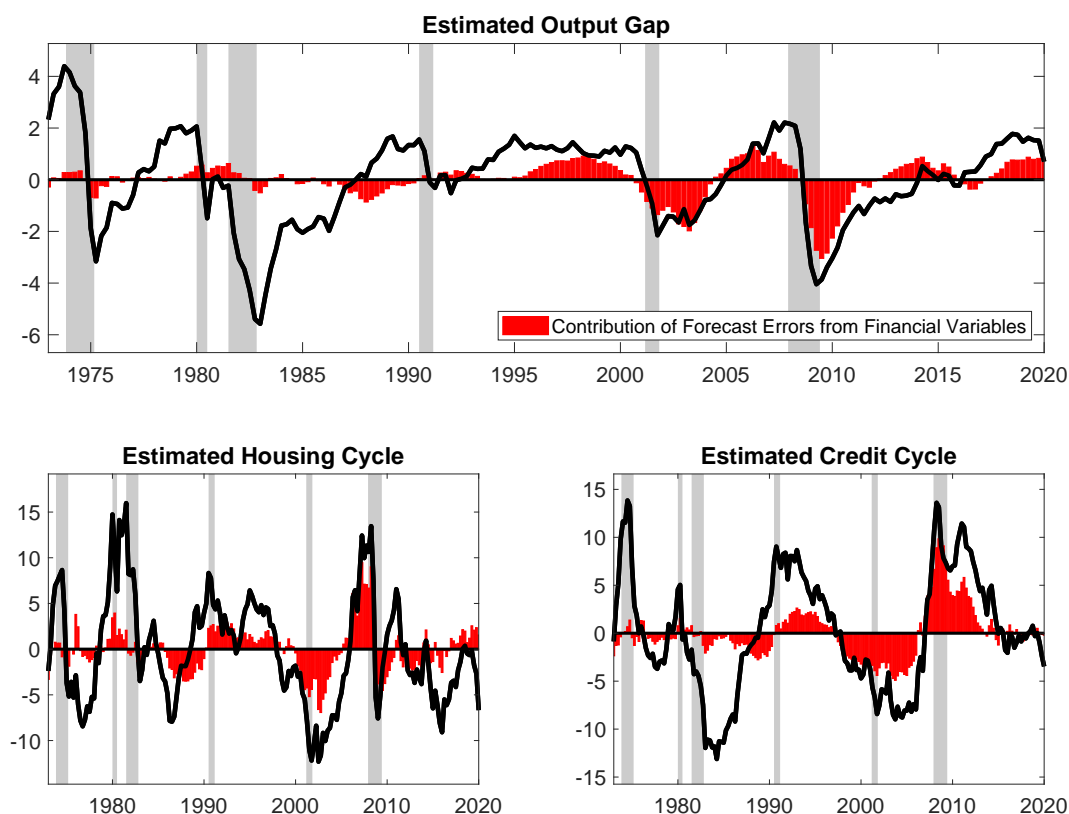 Estimated Output Gap
4
2
0
-2
-4
-6
Contribution of Forecast Errors from Financial Variables
1975 1980 1985 1990 1995 2000 2005 2010 2015 2020
Estimated Housing Cycle
15
10
5
0
-5
-10
1980 1990 2000 2010 2020
Estimated Credit Cycle
15
10
5
0
-5
-10
-15
1980 1990 2000 2010 2020